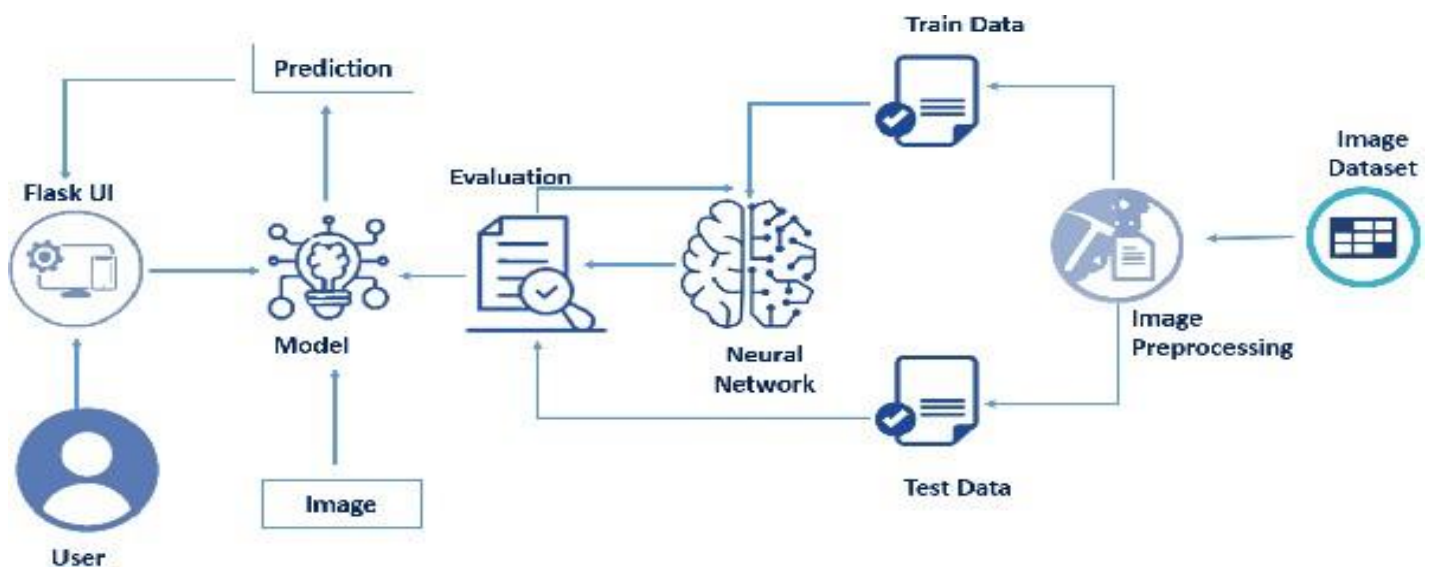 Train Data
Prediction
Image
Dataset
Evaluation
Flask UI
Image
Preprocessing
Model
Neural
Network
Image
Test Data
User